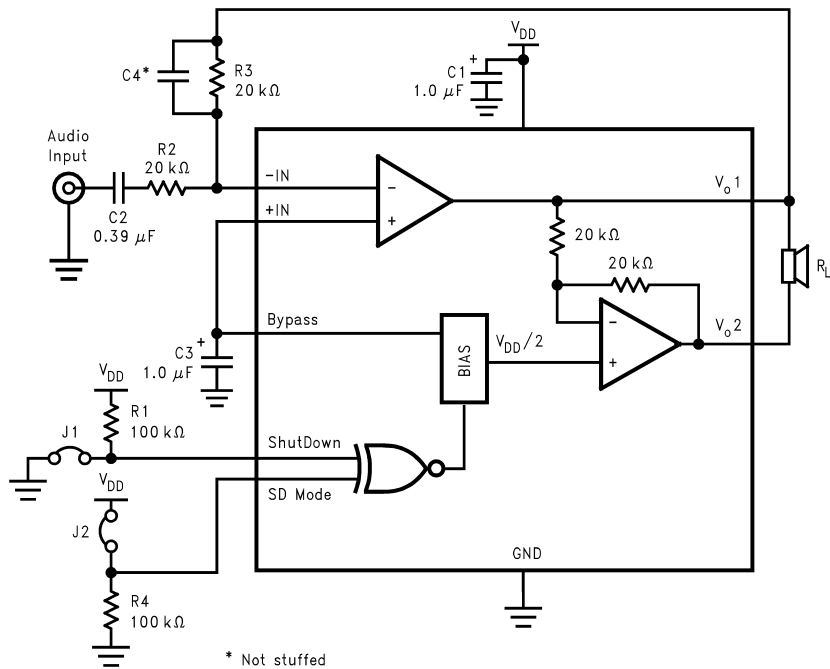 V_DD
C4*
R3
20 kΩ
C1
+
1.0 µF
Audio
Input
R2
20 kΩ
C2
0.39 µF
-IN
+IN
−
+
V_o1
20 kΩ
20 kΩ
R_L
Bypass
BIAS
V_DD/2
−
+
V_o2
C3
+
1.0 µF
V_DD
R1
100 kΩ
J1
ShutDown
SD Mode
V_DD
J2
R4
100 kΩ
GND
* Not stuffed